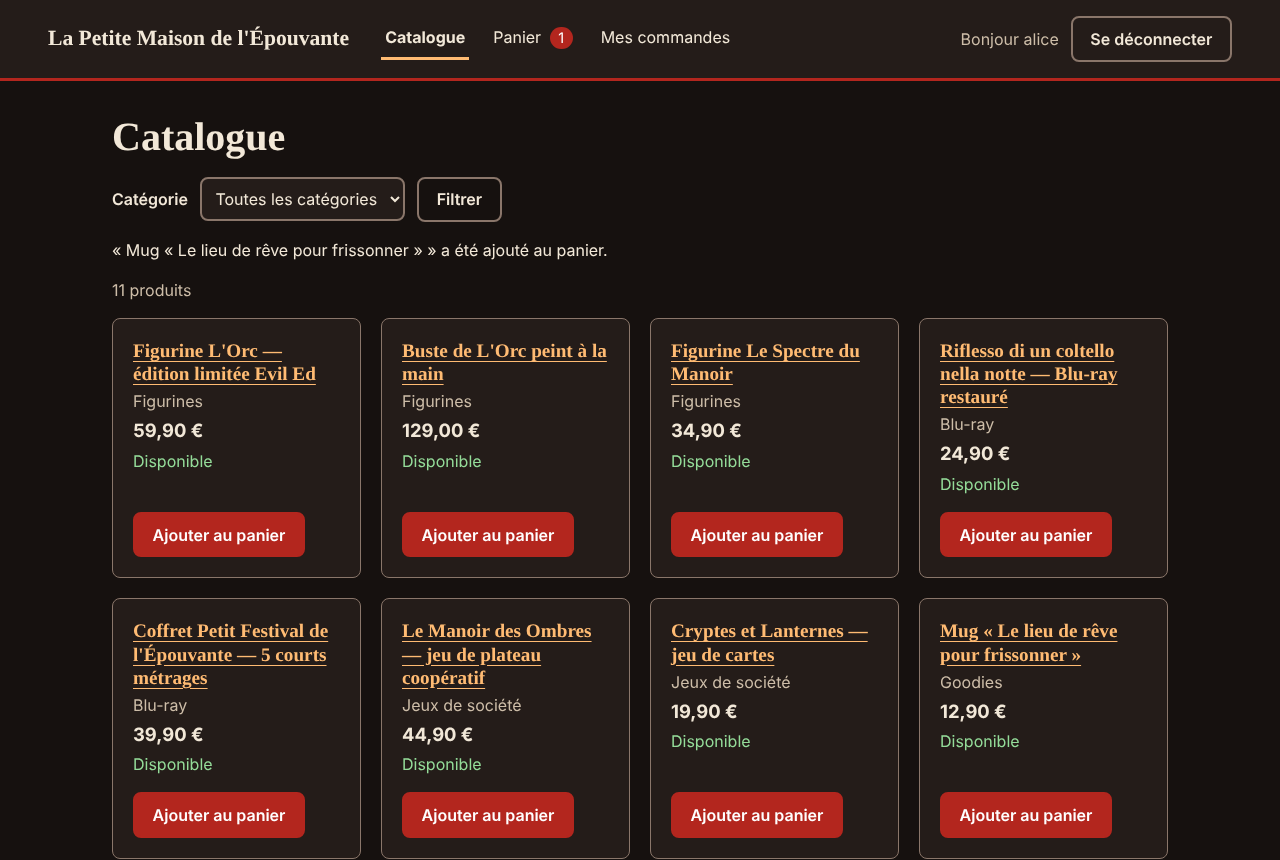 La Petite Maison de l'Épouvante
Catalogue
Panier 1
Mes commandes
Bonjour alice
Se déconnecter
Catalogue
Catégorie
Toutes les catégories
Filtrer
« Mug « Le lieu de rêve pour frissonner » » a été ajouté au panier.
11 produits
Figurine L'Orc —
édition limitée Evil Ed
Figurines
59,90 €
Disponible
Ajouter au panier
Buste de L'Orc peint à la
main
Figurines
129,00 €
Disponible
Ajouter au panier
Figurine Le Spectre du
Manoir
Figurines
34,90 €
Disponible
Ajouter au panier
Riflesso di un coltello
nella notte — Blu-ray
restauré
Blu-ray
24,90 €
Disponible
Ajouter au panier
Coffret Petit Festival de
l'Épouvante — 5 courts
métrages
Blu-ray
39,90 €
Disponible
Ajouter au panier
Le Manoir des Ombres
— jeu de plateau
coopératif
Jeux de société
44,90 €
Disponible
Ajouter au panier
Cryptes et Lanternes —
jeu de cartes
Jeux de société
19,90 €
Disponible
Ajouter au panier
Mug « Le lieu de rêve
pour frissonner »
Goodies
12,90 €
Disponible
Ajouter au panier